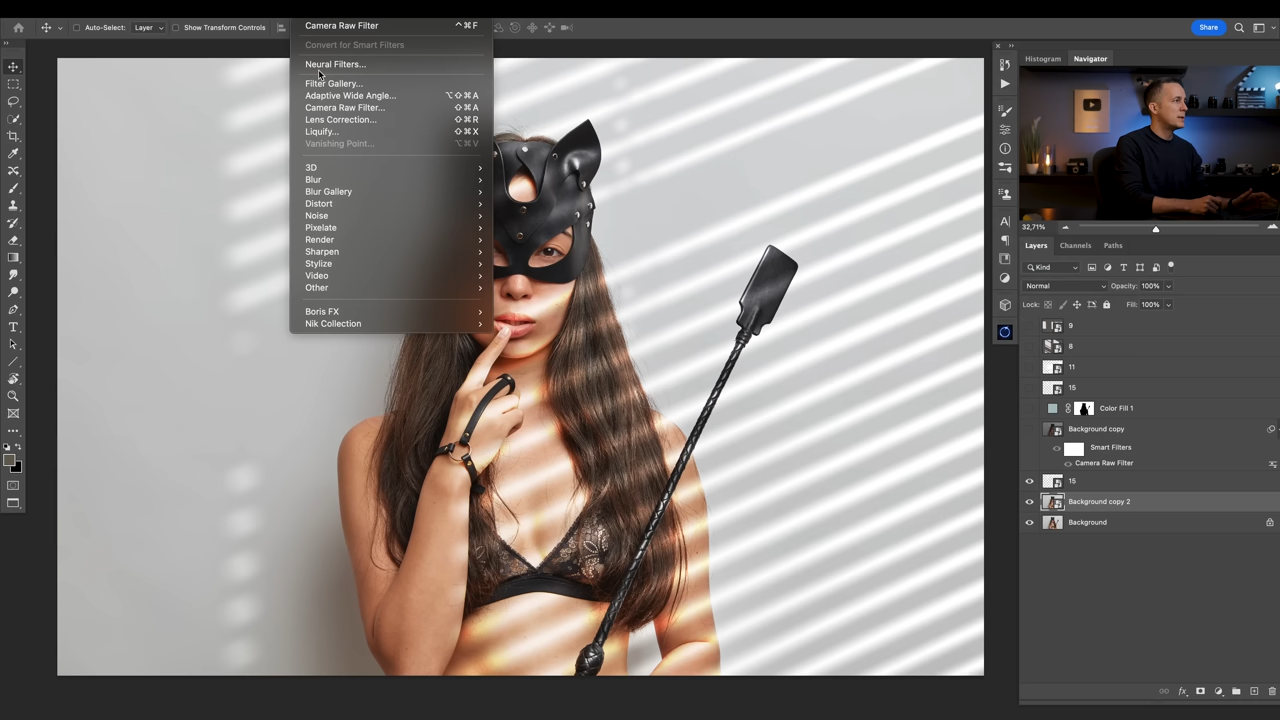 Auto-Select: Layer Show Transform Controls Share
Camera Raw Filter ^⌘F
Convert for Smart Filters
Neural Filters...
Filter Gallery...
Adaptive Wide Angle... ⌥⇧⌘A
Camera Raw Filter... ⇧⌘A
Lens Correction... ⇧⌘R
Liquify... ⇧⌘X
Vanishing Point... ⌥⌘V
3D
Blur
Blur Gallery
Distort
Noise
Pixelate
Render
Sharpen
Stylize
Video
Other
Boris FX
Nik Collection
Histogram Navigator
32,71%
Layers Channels Paths
Kind
Normal Opacity: 100%
Lock: Fill: 100%
9
8
11
15
Color Fill 1
Background copy
Smart Filters
Camera Raw Filter
15
Background copy 2
Background
fx